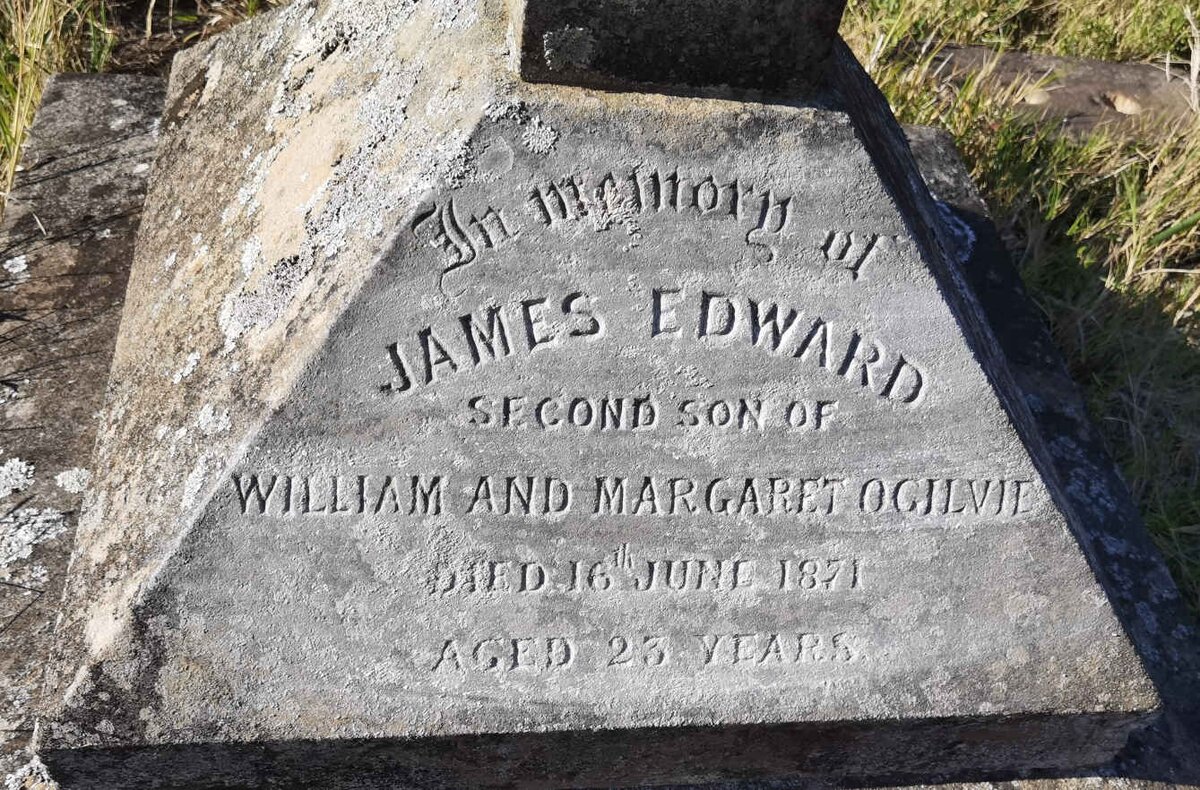 In memory of
JAMES EDWARD
SECOND SON OF
WILLIAM AND MARGARET OGILVIE
DIED 16th JUNE 1871
AGED 23 YEARS.